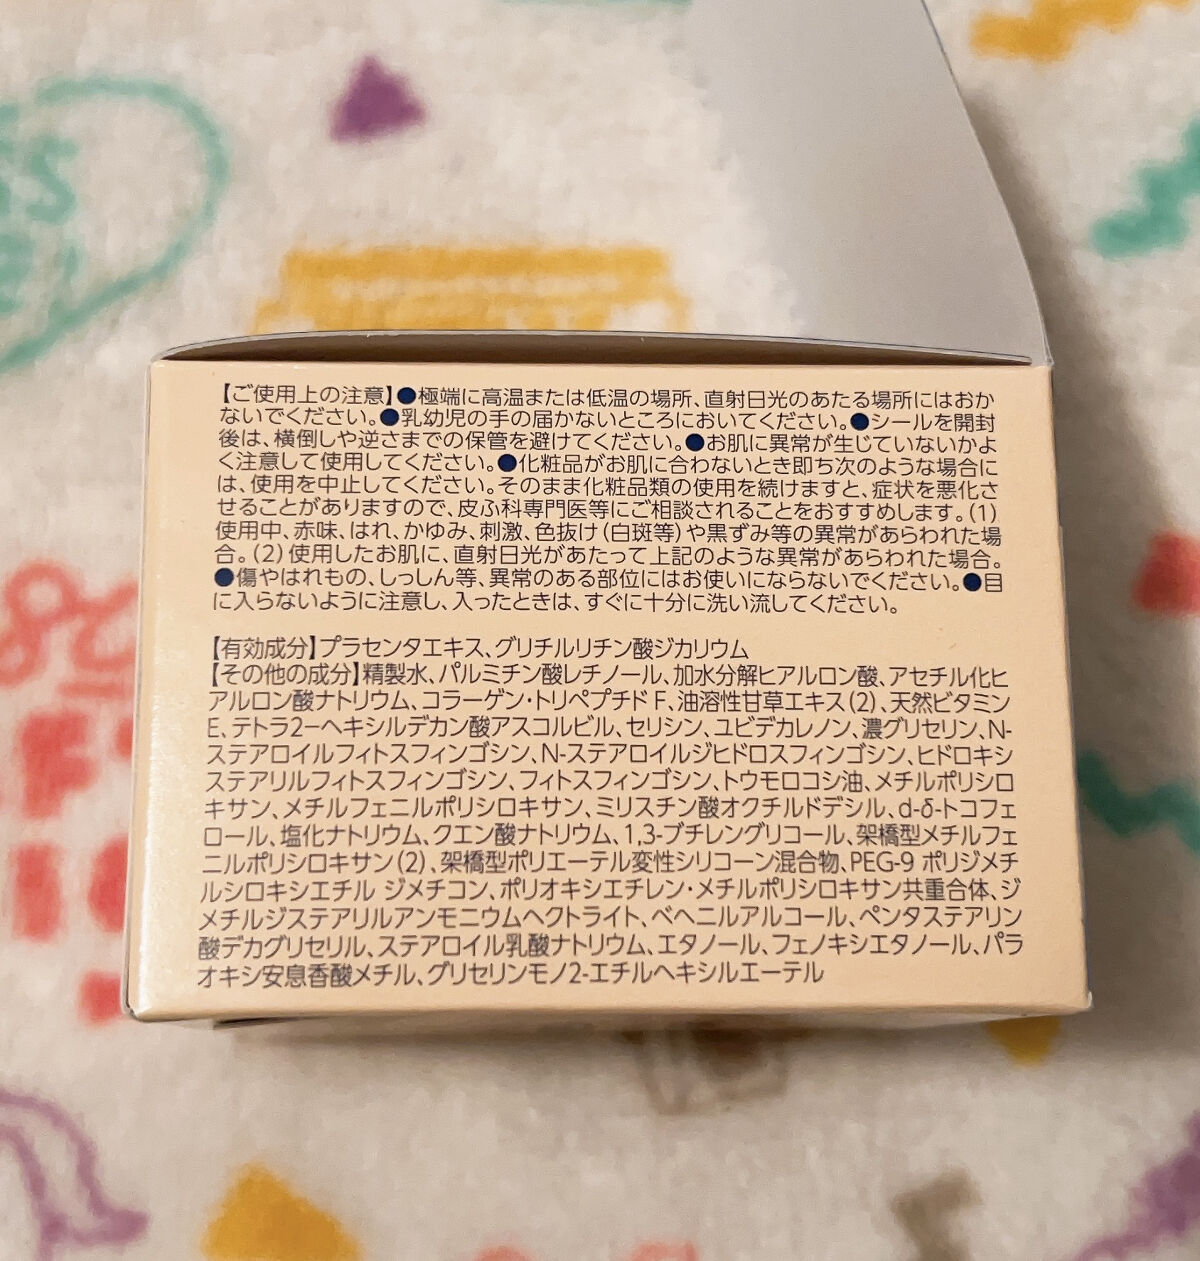 【ご使用上の注意】●極端に高温または低温の場所、直射日光のあたる場所にはおか
ないでください。●乳幼児の手の届かないところにおいてください。●シールを開封
後は、横倒しや逆さまでの保管を避けてください。●お肌に異常が生じていないかよ
く注意して使用してください。●化粧品がお肌に合わないとき即ち次のような場合に
は、使用を中止してください。そのまま化粧品類の使用を続けますと、症状を悪化さ
せることがありますので、皮ふ科専門医等にご相談されることをおすすめします。(1)
使用中、赤味、はれ、かゆみ、刺激、色抜け(白斑等)や黒ずみ等の異常があらわれた場
合。(2)使用したお肌に、直射日光があたって上記のような異常があらわれた場合。
●傷やはれもの、しっしん等、異常のある部位にはお使いにならないでください。●目
に入らないように注意し、入ったときは、すぐに十分に洗い流してください。
【有効成分】プラセンタエキス、グリチルリチン酸ジカリウム
【その他の成分】精製水、パルミチン酸レチノール、加水分解ヒアルロン酸、アセチル化ヒ
アルロン酸ナトリウム、コラーゲン・トリペプチド F、油溶性甘草エキス(2)、天然ビタミン
E、テトラ2-ヘキシルデカン酸アスコルビル、セリシン、ユビデカレノン、濃グリセリン、N-
ステアロイルフィトスフィンゴシン、N-ステアロイルジヒドロスフィンゴシン、ヒドロキシ
ステアリルフィトスフィンゴシン、フィトスフィンゴシン、トウモロコシ油、メチルポリシロ
キサン、メチルフェニルポリシロキサン、ミリスチン酸オクチルドデシル、d-δ-トコフェ
ロール、塩化ナトリウム、クエン酸ナトリウム、1,3-ブチレングリコール、架橋型メチルフェ
ニルポリシロキサン(2)、架橋型ポリエーテル変性シリコーン混合物、PEG-9 ポリジメチ
ルシロキシエチル ジメチコン、ポリオキシエチレン・メチルポリシロキサン共重合体、ジ
メチルジステアリルアンモニウムヘクトライト、ベヘニルアルコール、ペンタステアリン
酸デカグリセリル、ステアロイル乳酸ナトリウム、エタノール、フェノキシエタノール、パラ
オキシ安息香酸メチル、グリセリンモノ2-エチルヘキシルエーテル